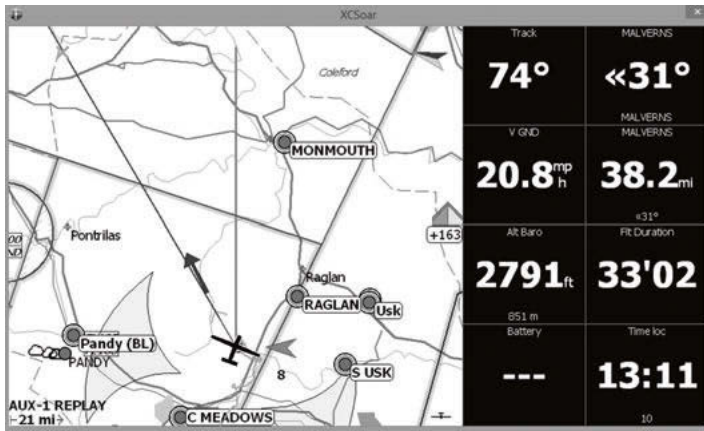 XCSoar
Coleford
MONMOUTH
Pontrilas
+163
Raglan
RAGLAN
Usk
Pandy (BL)
PANDY
8
S USK
AUX-1 REPLAY
21 mi
C MEADOWS
Track
74°
MALVERNS
«31°
MALVERNS
V GND
20.8 mph
MALVERNS
38.2mi
«31°
Alt Baro
2791ft
851 m
Flt Duration
33'02
Battery
---
Time loc
13:11
10